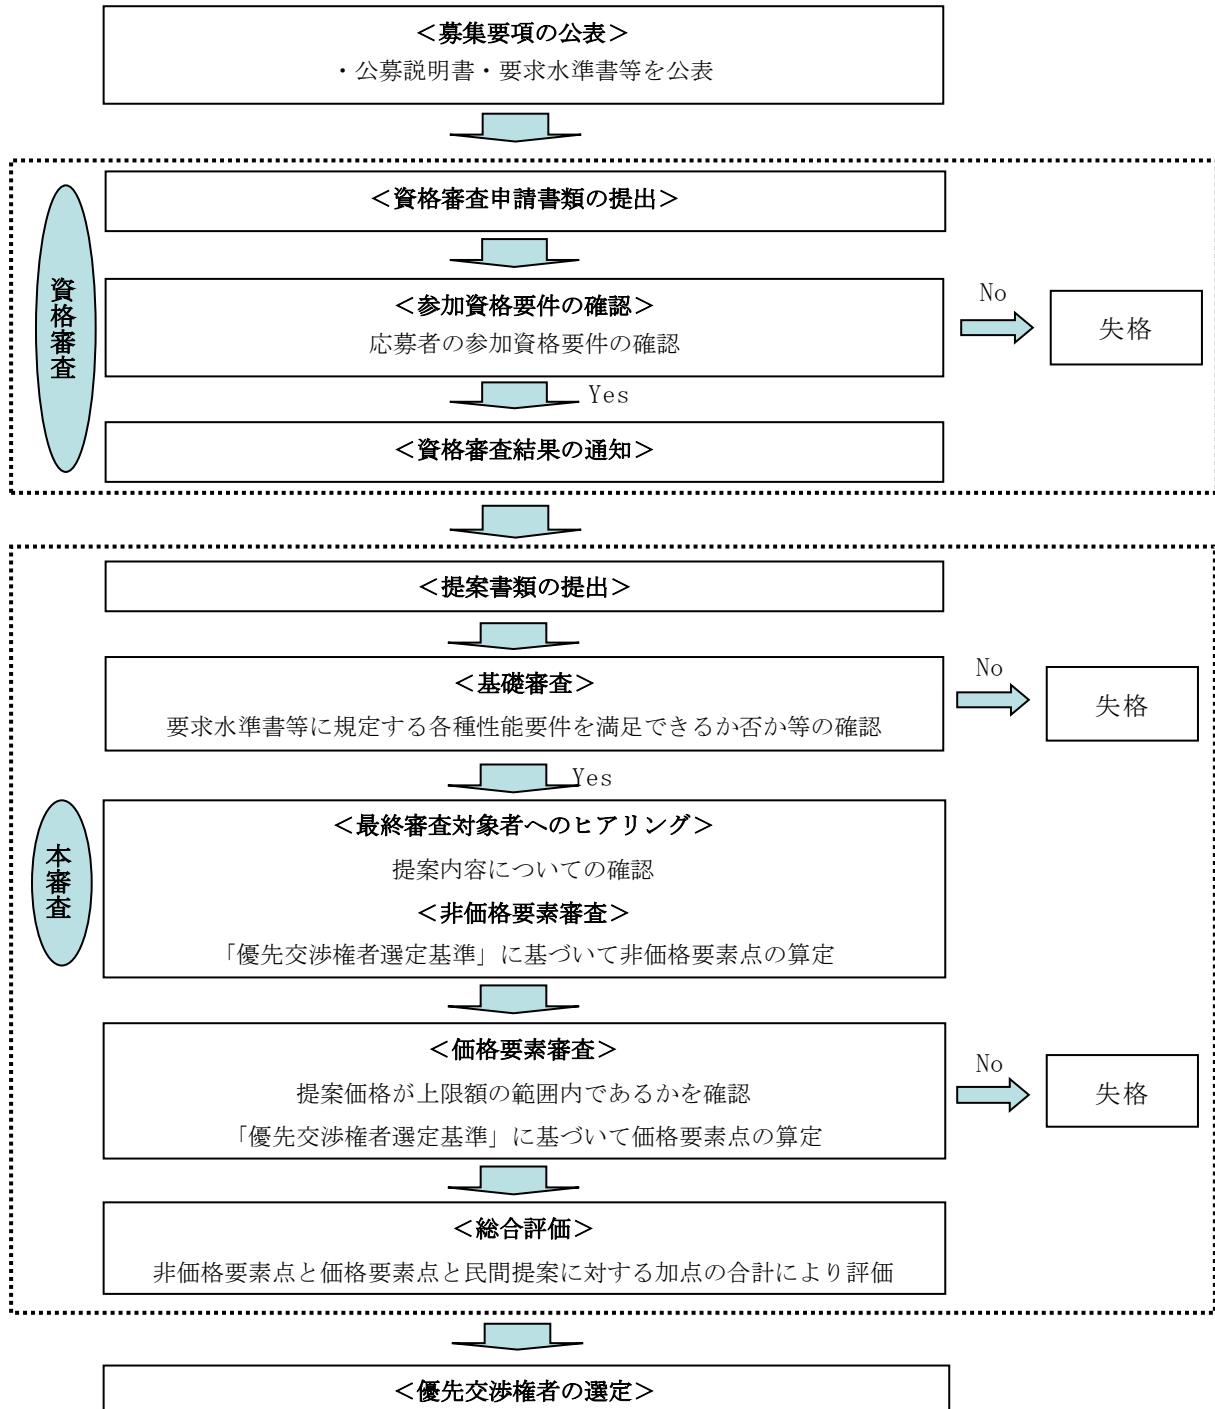 ＜募集要項の公表＞
・公募説明書・要求水準書等を公表
資格審査
＜資格審査申請書類の提出＞
＜参加資格要件の確認＞
応募者の参加資格要件の確認
No
失格
Yes
＜資格審査結果の通知＞
本審査
＜提案書類の提出＞
＜基礎審査＞
要求水準書等に規定する各種性能要件を満足できるか否か等の確認
No
失格
Yes
＜最終審査対象者へのヒアリング＞
提案内容についての確認
＜非価格要素審査＞
「優先交渉権者選定基準」に基づいて非価格要素点の算定
＜価格要素審査＞
提案価格が上限額の範囲内であるかを確認
「優先交渉権者選定基準」に基づいて価格要素点の算定
No
失格
＜総合評価＞
非価格要素点と価格要素点と民間提案に対する加点の合計により評価
＜優先交渉権者の選定＞